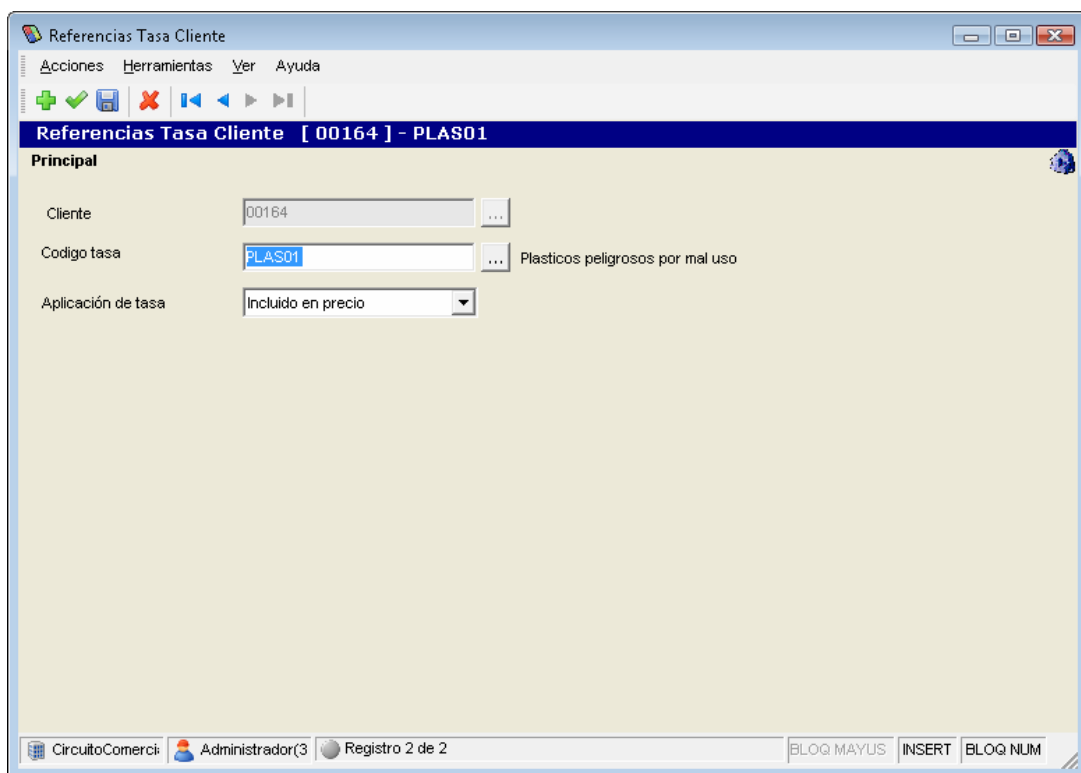 Referencias Tasa Cliente
Acciones Herramientas Ver Ayuda
Referencias Tasa Cliente [ 00164 ] - PLAS01
Principal
Cliente 00164 ...
Codigo tasa PLAS01 ... Plasticos peligrosos por mal uso
Aplicación de tasa Incluido en precio
CircuitoComerci Administrador(3 Registro 2 de 2 BLOQ MAYUS INSERT BLOQ NUM